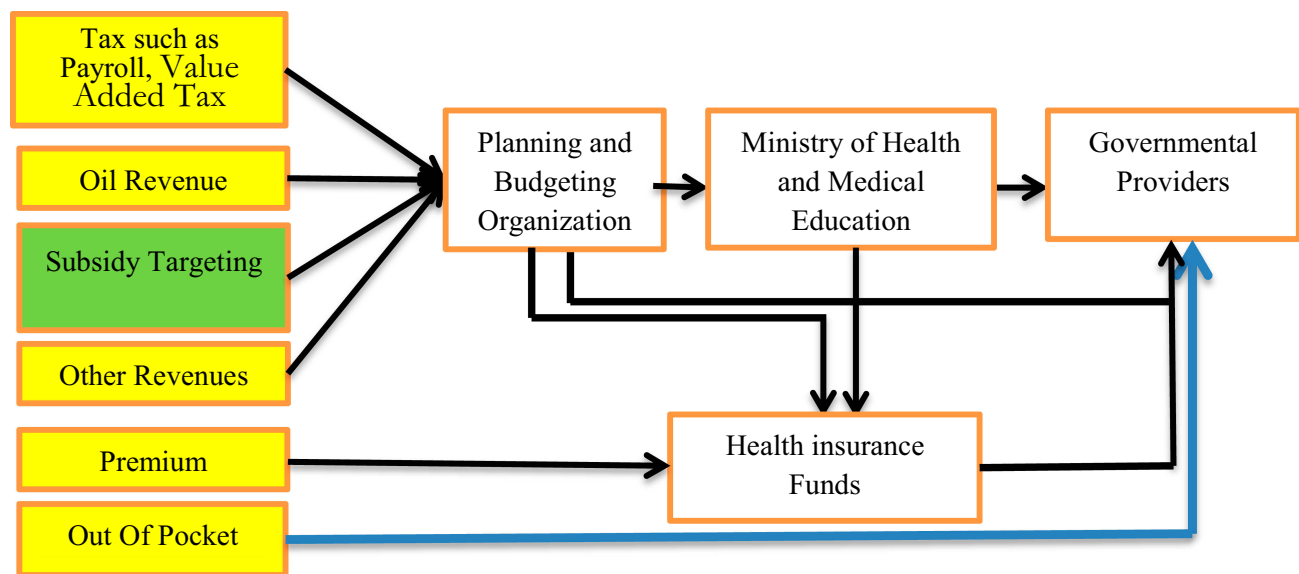 Tax such as
Payroll, Value
Added Tax
Oil Revenue
Subsidy Targeting
Other Revenues
Premium
Out Of Pocket
Planning and
Budgeting
Organization
Ministry of Health
and Medical
Education
Governmental
Providers
Health insurance
Funds